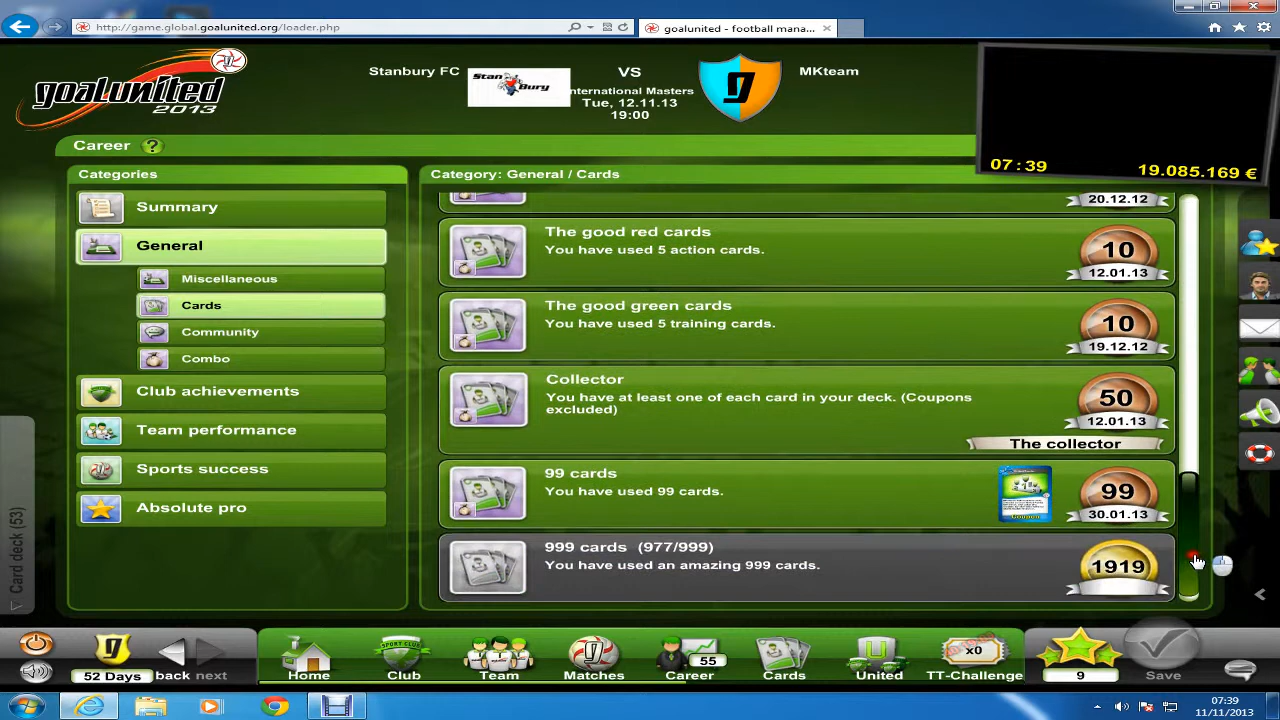 http://game.global.goalunited.org/loader.php
goalunited - football mana...
goalunited
2013
Stanbury FC
Stan
Bury
VS
MKteam
International Masters
Tue, 12.11.13
19:00
07:39
19.085.169 €
Career ?
Categories
Summary
General
Miscellaneous
Cards
Community
Combo
Club achievements
Team performance
Sports success
Absolute pro
Category: General / Cards
20.12.12
The good red cards
You have used 5 action cards.
10
12.01.13
The good green cards
You have used 5 training cards.
10
19.12.12
Collector
You have at least one of each card in your deck. (Coupons
excluded)
50
12.01.13
The collector
99 cards
You have used 99 cards.
Coupon
99
30.01.13
999 cards (977/999)
You have used an amazing 999 cards.
1919
Card deck (53)
52 Days
back
next
Home
SPORT CLUB
Club
Team
Matches
55
Career
Cards
United
x0
TT-Challenge
9
Save
07:39
11/11/2013